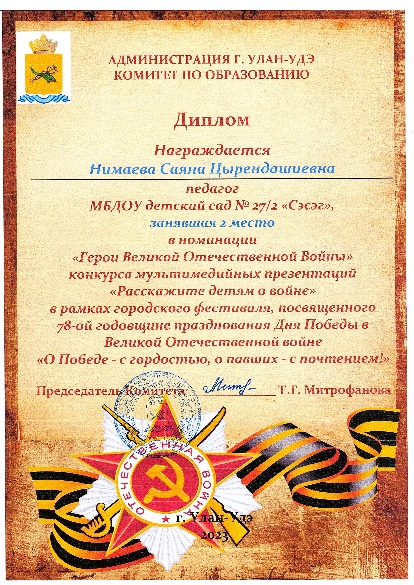 АДМИНИСТРАЦИЯ Г. УЛАН-УДЭ
КОМИТЕТ ПО ОБРАЗОВАНИЮ
Диплом
Награждается
Нимаева Саяна Цырендошиевна
педагог
МБДОУ детский сад № 27/2 «Сэсэг»,
занявшая 2 место
в номинации
«Герои Великой Отечественной Войны»
конкурса мультимедийных презентаций
«Расскажите детям о войне»
в рамках городского фестиваля, посвященного
78-ой годовщине празднования Дня Победы в
Великой Отечественной войне
«О Победе - с гордостью, о павших - с почтением!»
Председатель Комитета Т.Г. Митрофанова
ОТЕЧЕСТВЕННАЯ ВОЙНА
г. Улан-Удэ
2023